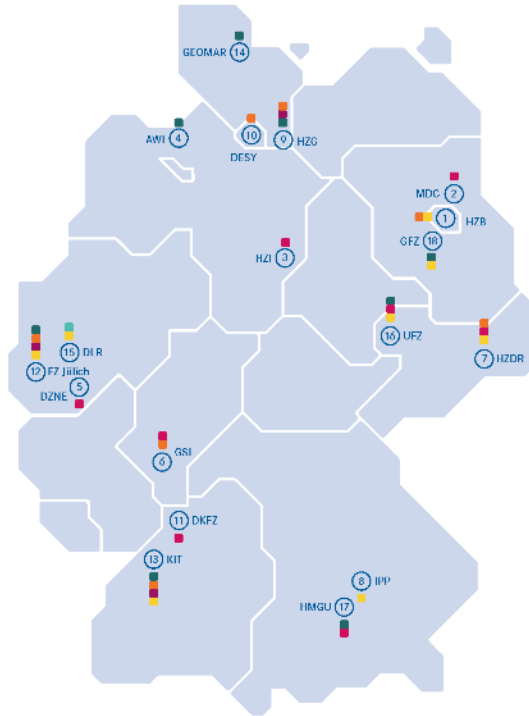 GEOMAR 14
AWI 4
10
DESY
9 HZG
MDC 2
1 HZB
GFZ 18
HZI 3
16 UFZ
7 HZDR
15 DLR
12 FZ Jülich
5
DZNE
6 GSI
11 DKFZ
13 KIT
8 IPP
HMGU 17